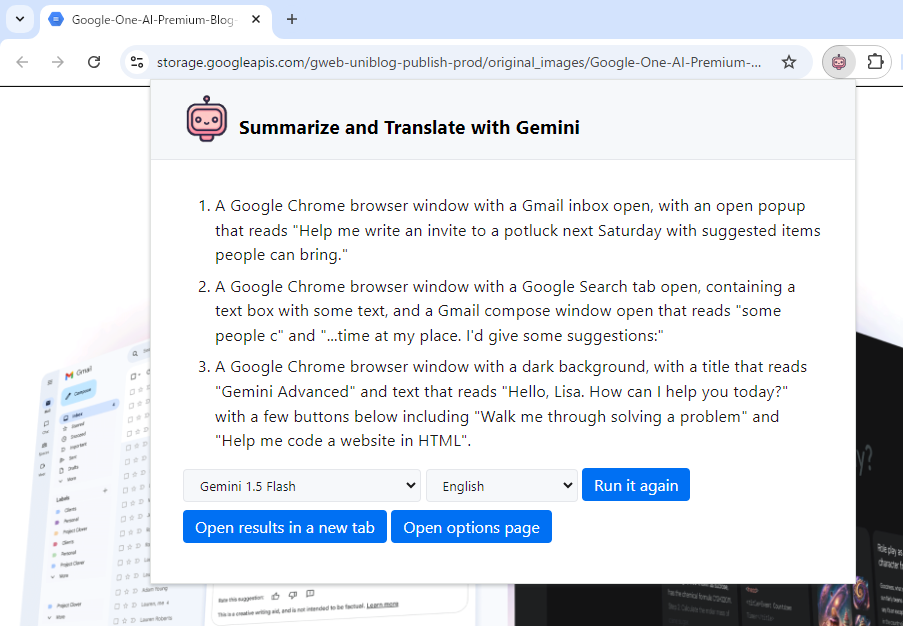 Google-One-AI-Premium-Blog-
storage.googleapis.com/gweb-uniblog-publish-prod/original_images/Google-One-AI-Premium-...
Summarize and Translate with Gemini
1. A Google Chrome browser window with a Gmail inbox open, with an open popup
that reads "Help me write an invite to a potluck next Saturday with suggested items
people can bring."
2. A Google Chrome browser window with a Google Search tab open, containing a
text box with some text, and a Gmail compose window open that reads "some
people c" and "...time at my place. I'd give some suggestions:"
3. A Google Chrome browser window with a dark background, with a title that reads
"Gemini Advanced" and text that reads "Hello, Lisa. How can I help you today?"
with a few buttons below including "Walk me through solving a problem" and
"Help me code a website in HTML".
Gemini 1.5 Flash
English
Run it again
Open results in a new tab
Open options page
Gmail
Compose
Inbox
Drafts
More
Labels
Clients
Personal
Project Clover
Clients
Personal
Project Clover
More
Project Clover
More
Adam Young
Lauren, me 4
Lauren Roberts
Rate this suggestion:
This is a creative writing aid, and is not intended to be factual. Learn more
y?
Role play as
character f